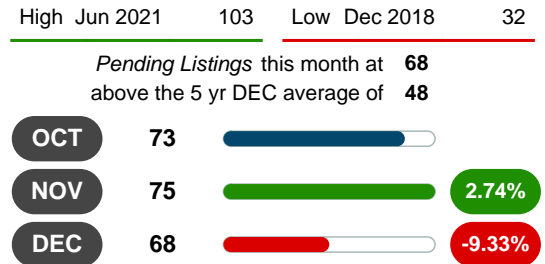 High Jun 2021 103 Low Dec 2018 32
Pending Listings this month at 68
above the 5 yr DEC average of 48
OCT 73
NOV 75 2.74%
DEC 68 -9.33%